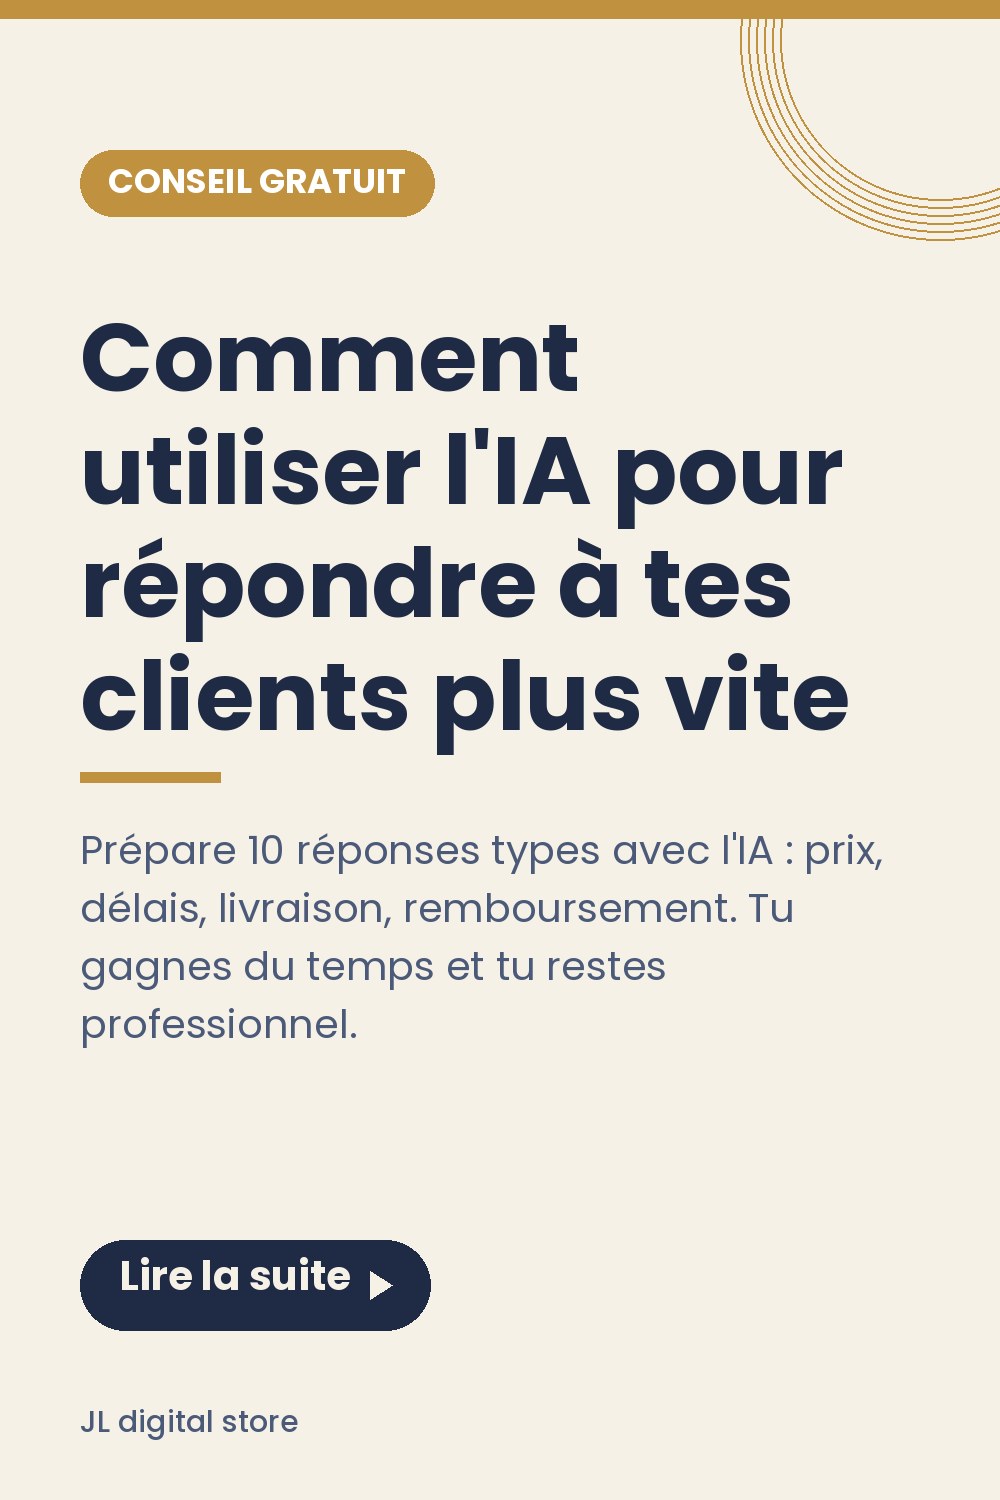 CONSEIL GRATUIT
Comment
utiliser l'IA pour
répondre à tes
clients plus vite
Prépare 10 réponses types avec l'IA : prix,
délais, livraison, remboursement. Tu
gagnes du temps et tu restes
professionnel.
Lire la suite
JL digital store